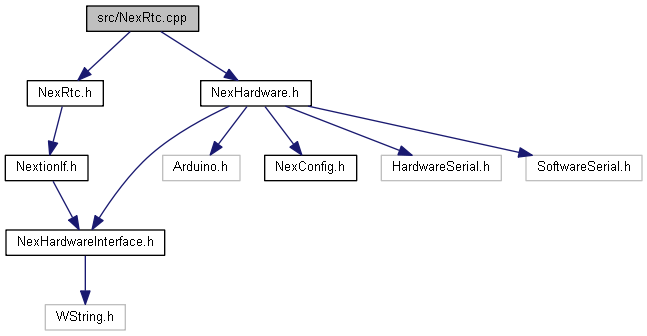 src/NexRtc.cpp
NexRtc.h
NexHardware.h
NextionIf.h
Arduino.h
NexConfig.h
HardwareSerial.h
SoftwareSerial.h
NexHardwareInterface.h
WString.h